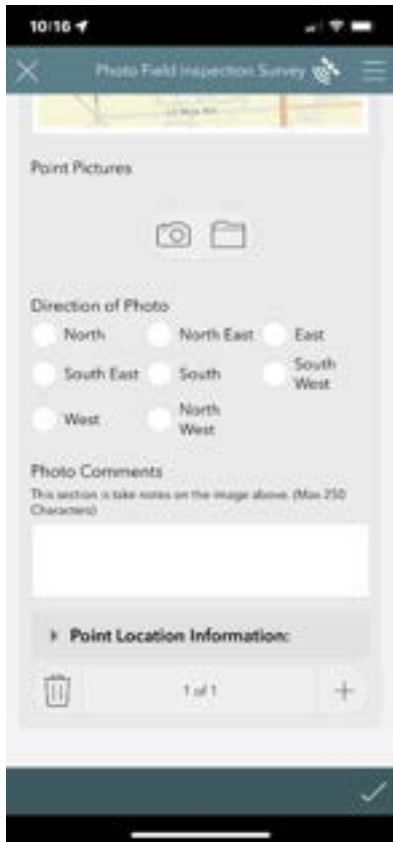 10:16
Photo Field Inspection Survey
Point Pictures
Direction of Photo
North North East East
South East South South West
West North West
Photo Comments
This section is take notes on the image above. (Max 250
Characters)
Point Location Information:
1 of 1